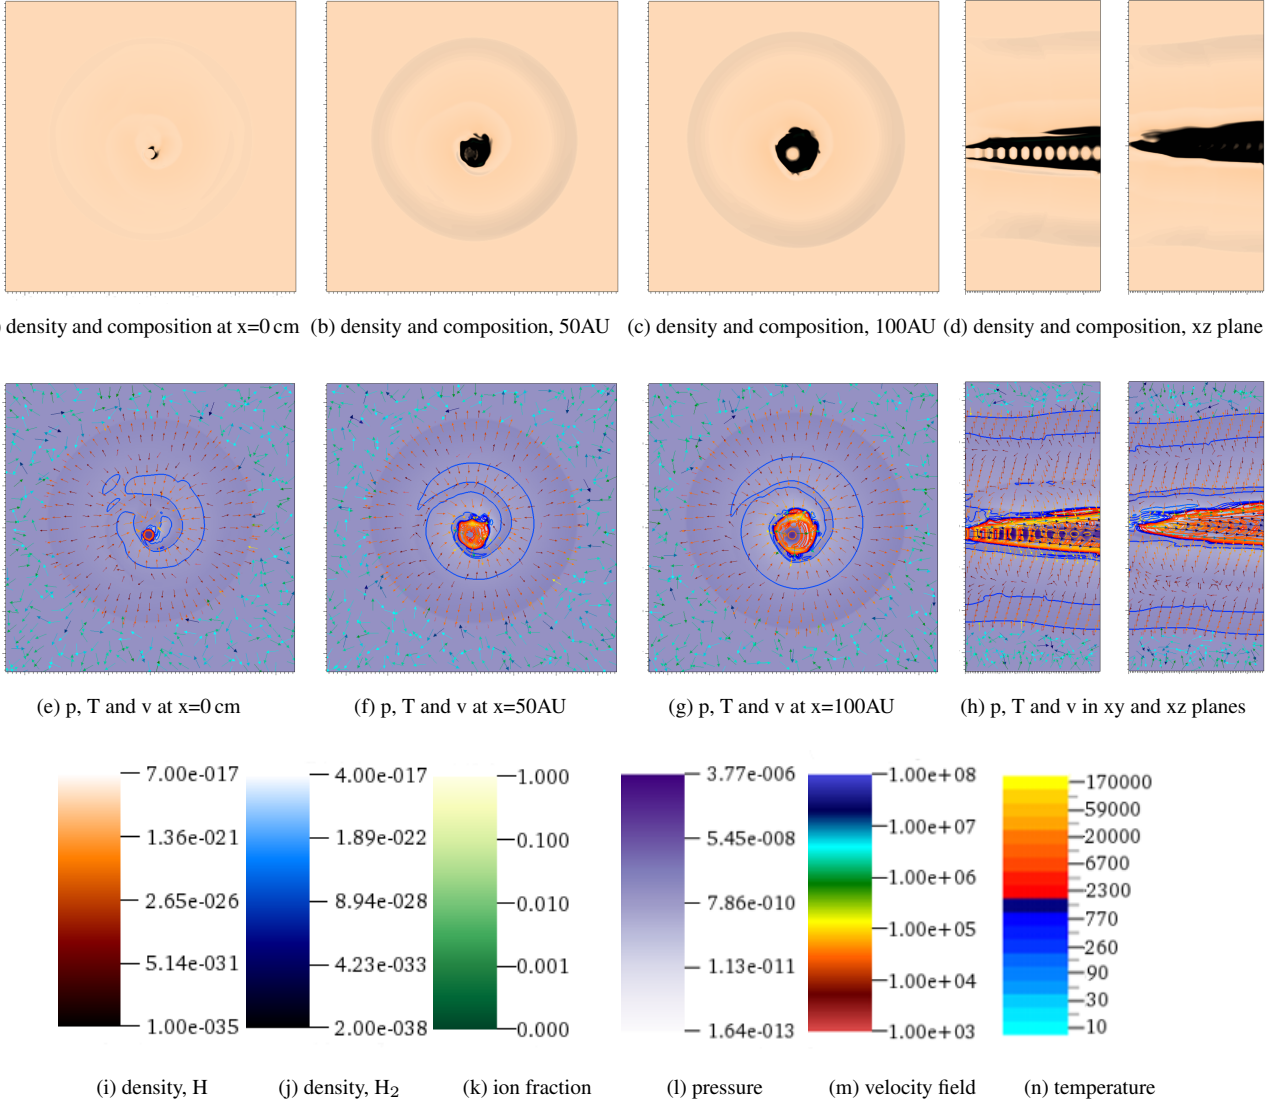 ) density and composition at x=0 cm (b) density and composition, 50AU (c) density and composition, 100AU (d) density and composition, xz plane
(e) p, T and v at x=0 cm (f) p, T and v at x=50AU (g) p, T and v at x=100AU (h) p, T and v in xy and xz planes
7.00e-017
1.36e-021
2.65e-026
5.14e-031
1.00e-035
4.00e-017
1.89e-022
8.94e-028
4.23e-033
2.00e-038
1.000
0.100
0.010
0.001
0.000
3.77e-006
5.45e-008
7.86e-010
1.13e-011
1.64e-013
1.00e+08
1.00e+07
1.00e+06
1.00e+05
1.00e+04
1.00e+03
170000
59000
20000
6700
2300
770
260
90
30
10
(i) density, H (j) density, H₂ (k) ion fraction (l) pressure (m) velocity field (n) temperature